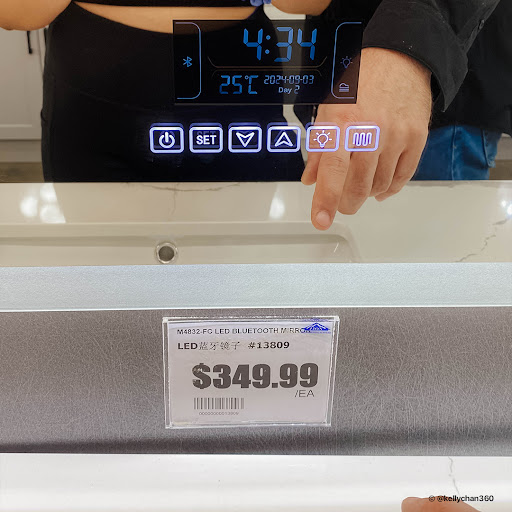 4:34
25℃
2024-09-03
Day 2
SET
M4832-FG LED BLUETOOTH MIRROR
LED蓝牙镜子 #13809
$349.99
/EA
© @kellychan360